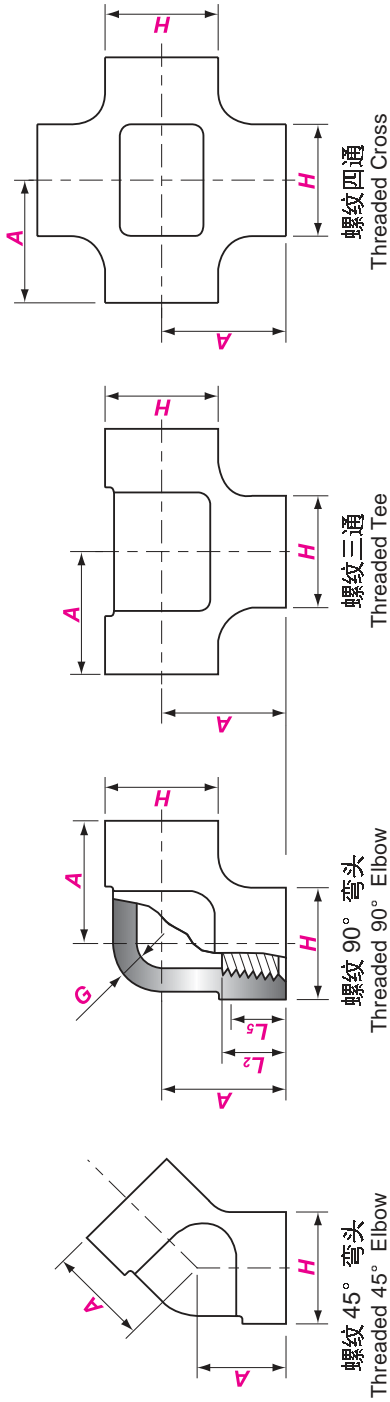 A
A
H
螺纹 45° 弯头
Threaded 45° Elbow
G
A
H
A
L2
L5
H
螺纹 90° 弯头
Threaded 90° Elbow
A
H
A
H
螺纹三通
Threaded Tee
A
H
A
H
螺纹四通
Threaded Cross